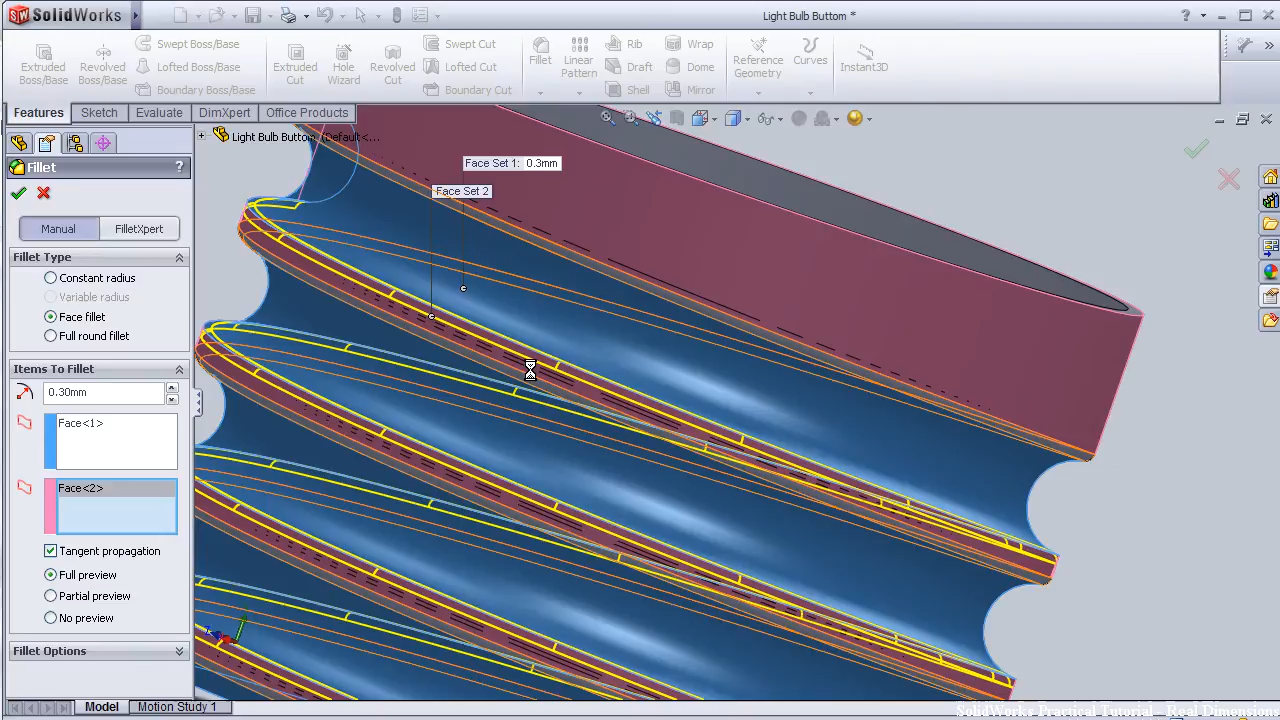 SolidWorks
Light Bulb Buttom *
Extruded Boss/Base
Revolved Boss/Base
Swept Boss/Base
Lofted Boss/Base
Boundary Boss/Base
Extruded Cut
Hole Wizard
Revolved Cut
Swept Cut
Lofted Cut
Boundary Cut
Fillet
Linear Pattern
Rib
Draft
Shell
Wrap
Dome
Mirror
Reference Geometry
Curves
Instant3D
Features
Sketch
Evaluate
DimXpert
Office Products
Light Bulb Buttom (Default<...
Fillet
?
Manual
FilletXpert
Fillet Type
Constant radius
Variable radius
Face fillet
Full round fillet
Items To Fillet
0.30mm
Face<1>
Face<2>
Tangent propagation
Full preview
Partial preview
No preview
Fillet Options
Face Set 1: 0.3mm
Face Set 2
Model
Motion Study 1
SolidWorks Practical Tutorial - Real Dimensions